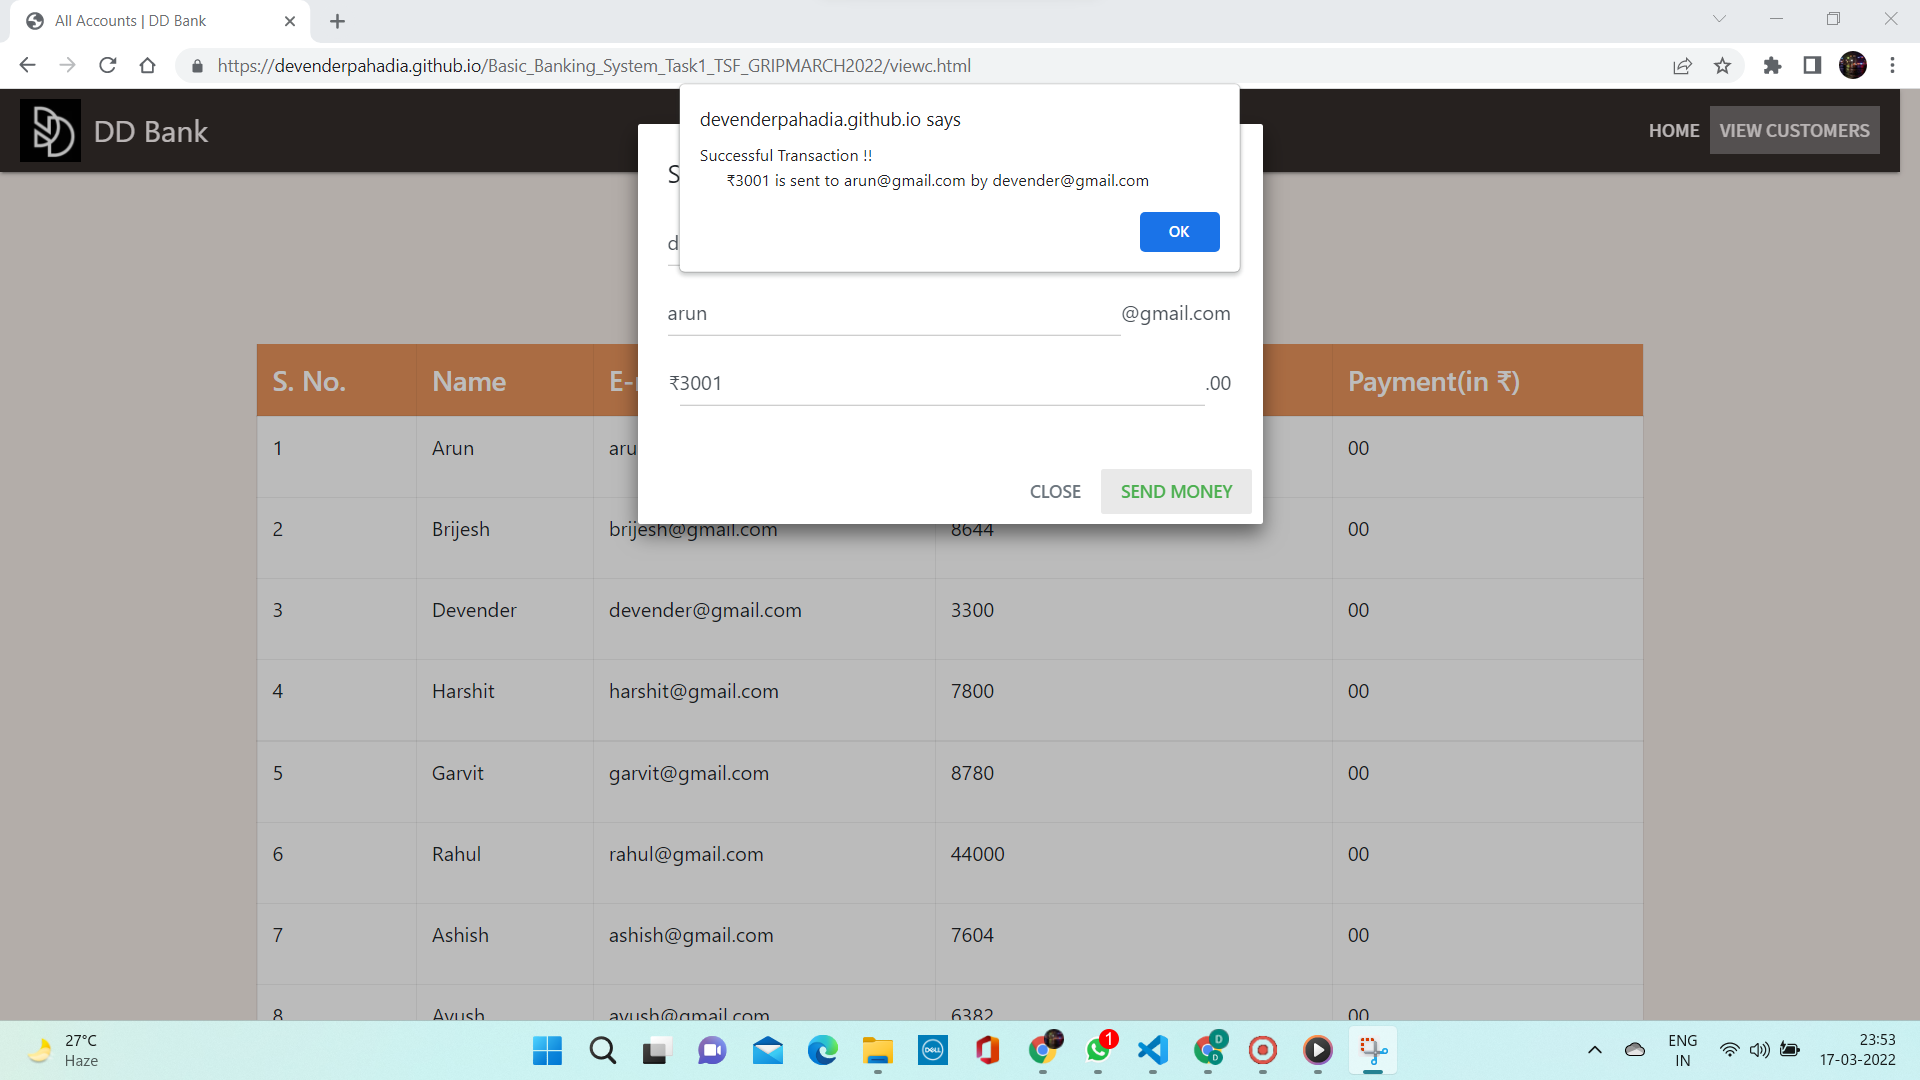 All Accounts | DD Bank
https://devenderpahadia.github.io/Basic_Banking_System_Task1_TSF_GRIPMARCH2022/viewc.html
DD Bank
HOME
VIEW CUSTOMERS
devenderpahadia.github.io says
Successful Transaction !!
₹3001 is sent to arun@gmail.com by devender@gmail.com
OK
arun @gmail.com
₹3001 .00
CLOSE SEND MONEY
S. No. Name Payment(in ₹)
1 Arun 00
2 Brijesh brijesh@gmail.com 8644 00
3 Devender devender@gmail.com 3300 00
4 Harshit harshit@gmail.com 7800 00
5 Garvit garvit@gmail.com 8780 00
6 Rahul rahul@gmail.com 44000 00
7 Ashish ashish@gmail.com 7604 00
8 Ayush ayush@gmail.com 6382 00
27°C
Haze
DELL
1
D
D
ENG
IN
23:53
17-03-2022